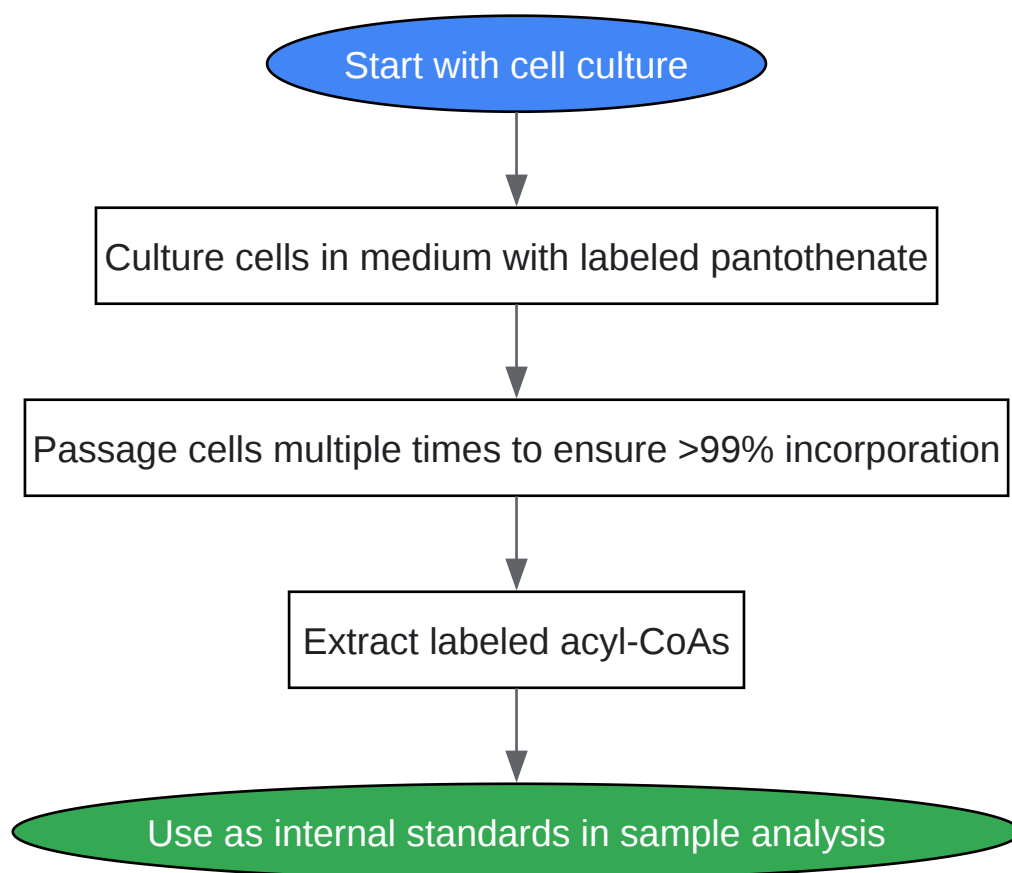 Start with cell culture
Culture cells in medium with labeled pantothenate
Passage cells multiple times to ensure >99% incorporation
Extract labeled acyl-CoAs
Use as internal standards in sample analysis